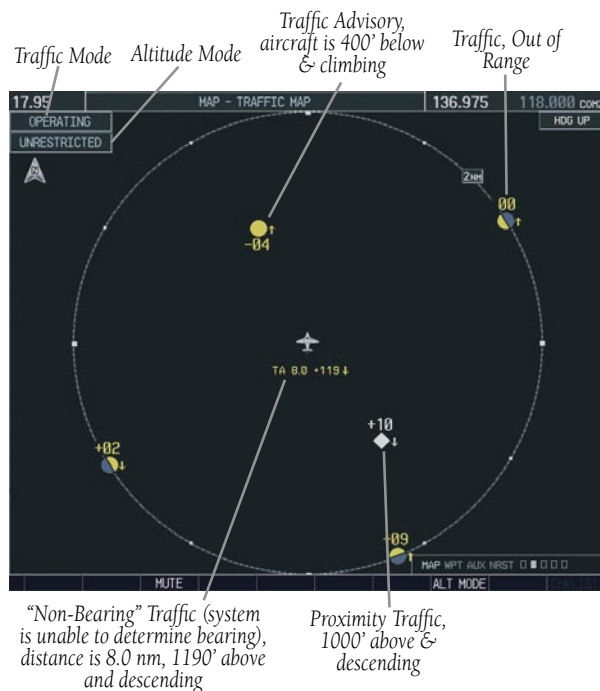 Traffic Mode
Altitude Mode
Traffic Advisory,
aircraft is 400' below
& climbing
Traffic, Out of
Range
17.95
MAP - TRAFFIC MAP
136.975
118.000 COM2
OPERATING
UNRESTRICTED
HDG UP
N
2NM
00
-04
TA 8.0 +119↓
+10
+02
+09
MAP WPT AUX NRST
MUTE
ALT MODE
“Non-Bearing” Traffic (system
is unable to determine bearing),
distance is 8.0 nm, 1190’ above
and descending
Proximity Traffic,
1000’ above &
descending